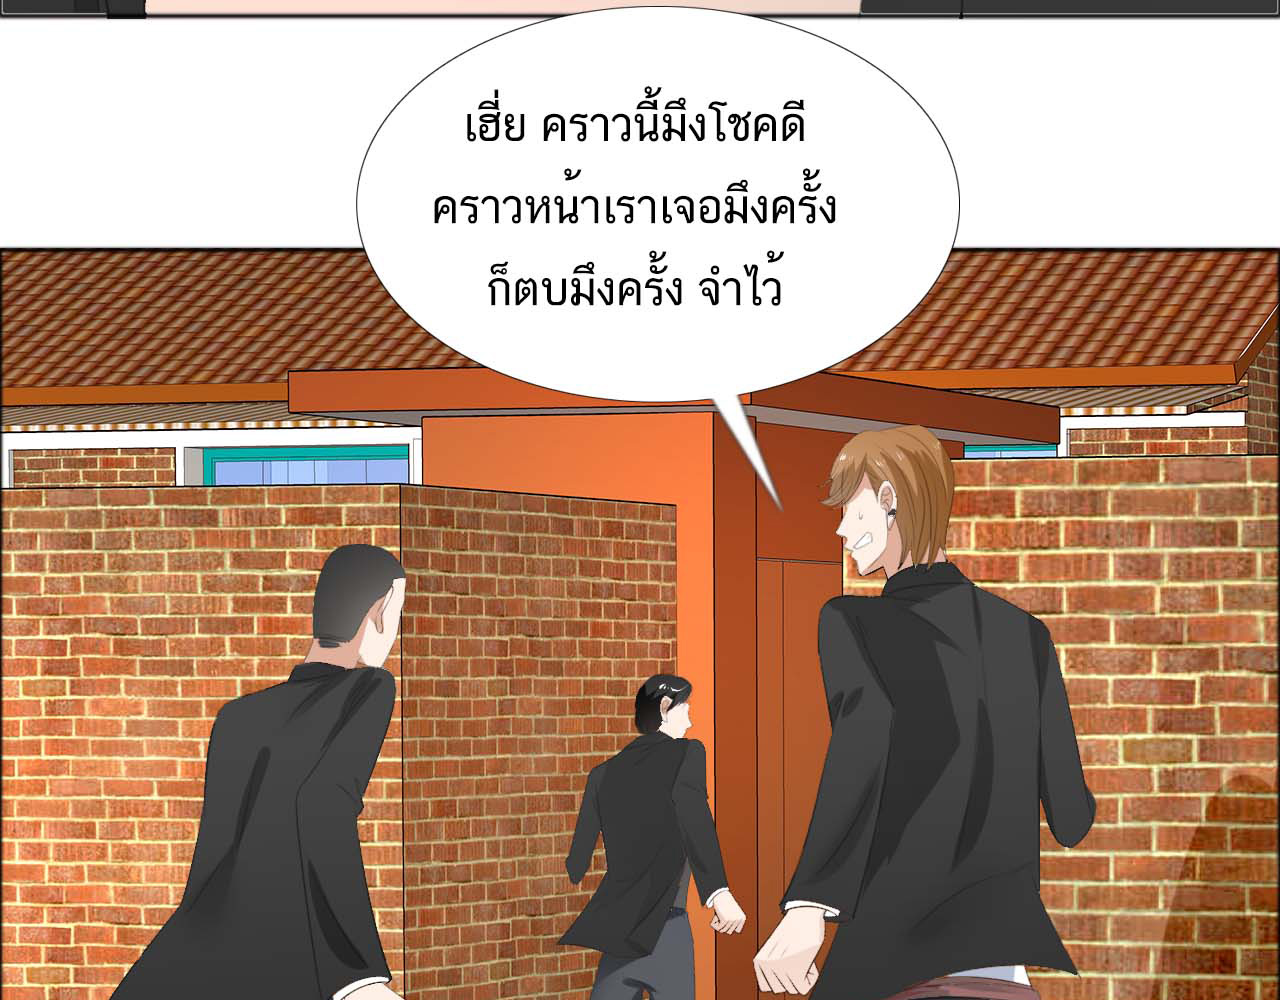 เฮี่ย คราวนี้มึงโชคดี
คราวหน้าเราเจอมึงครั้ง
ก็ตบมึงครั้ง จำไว้